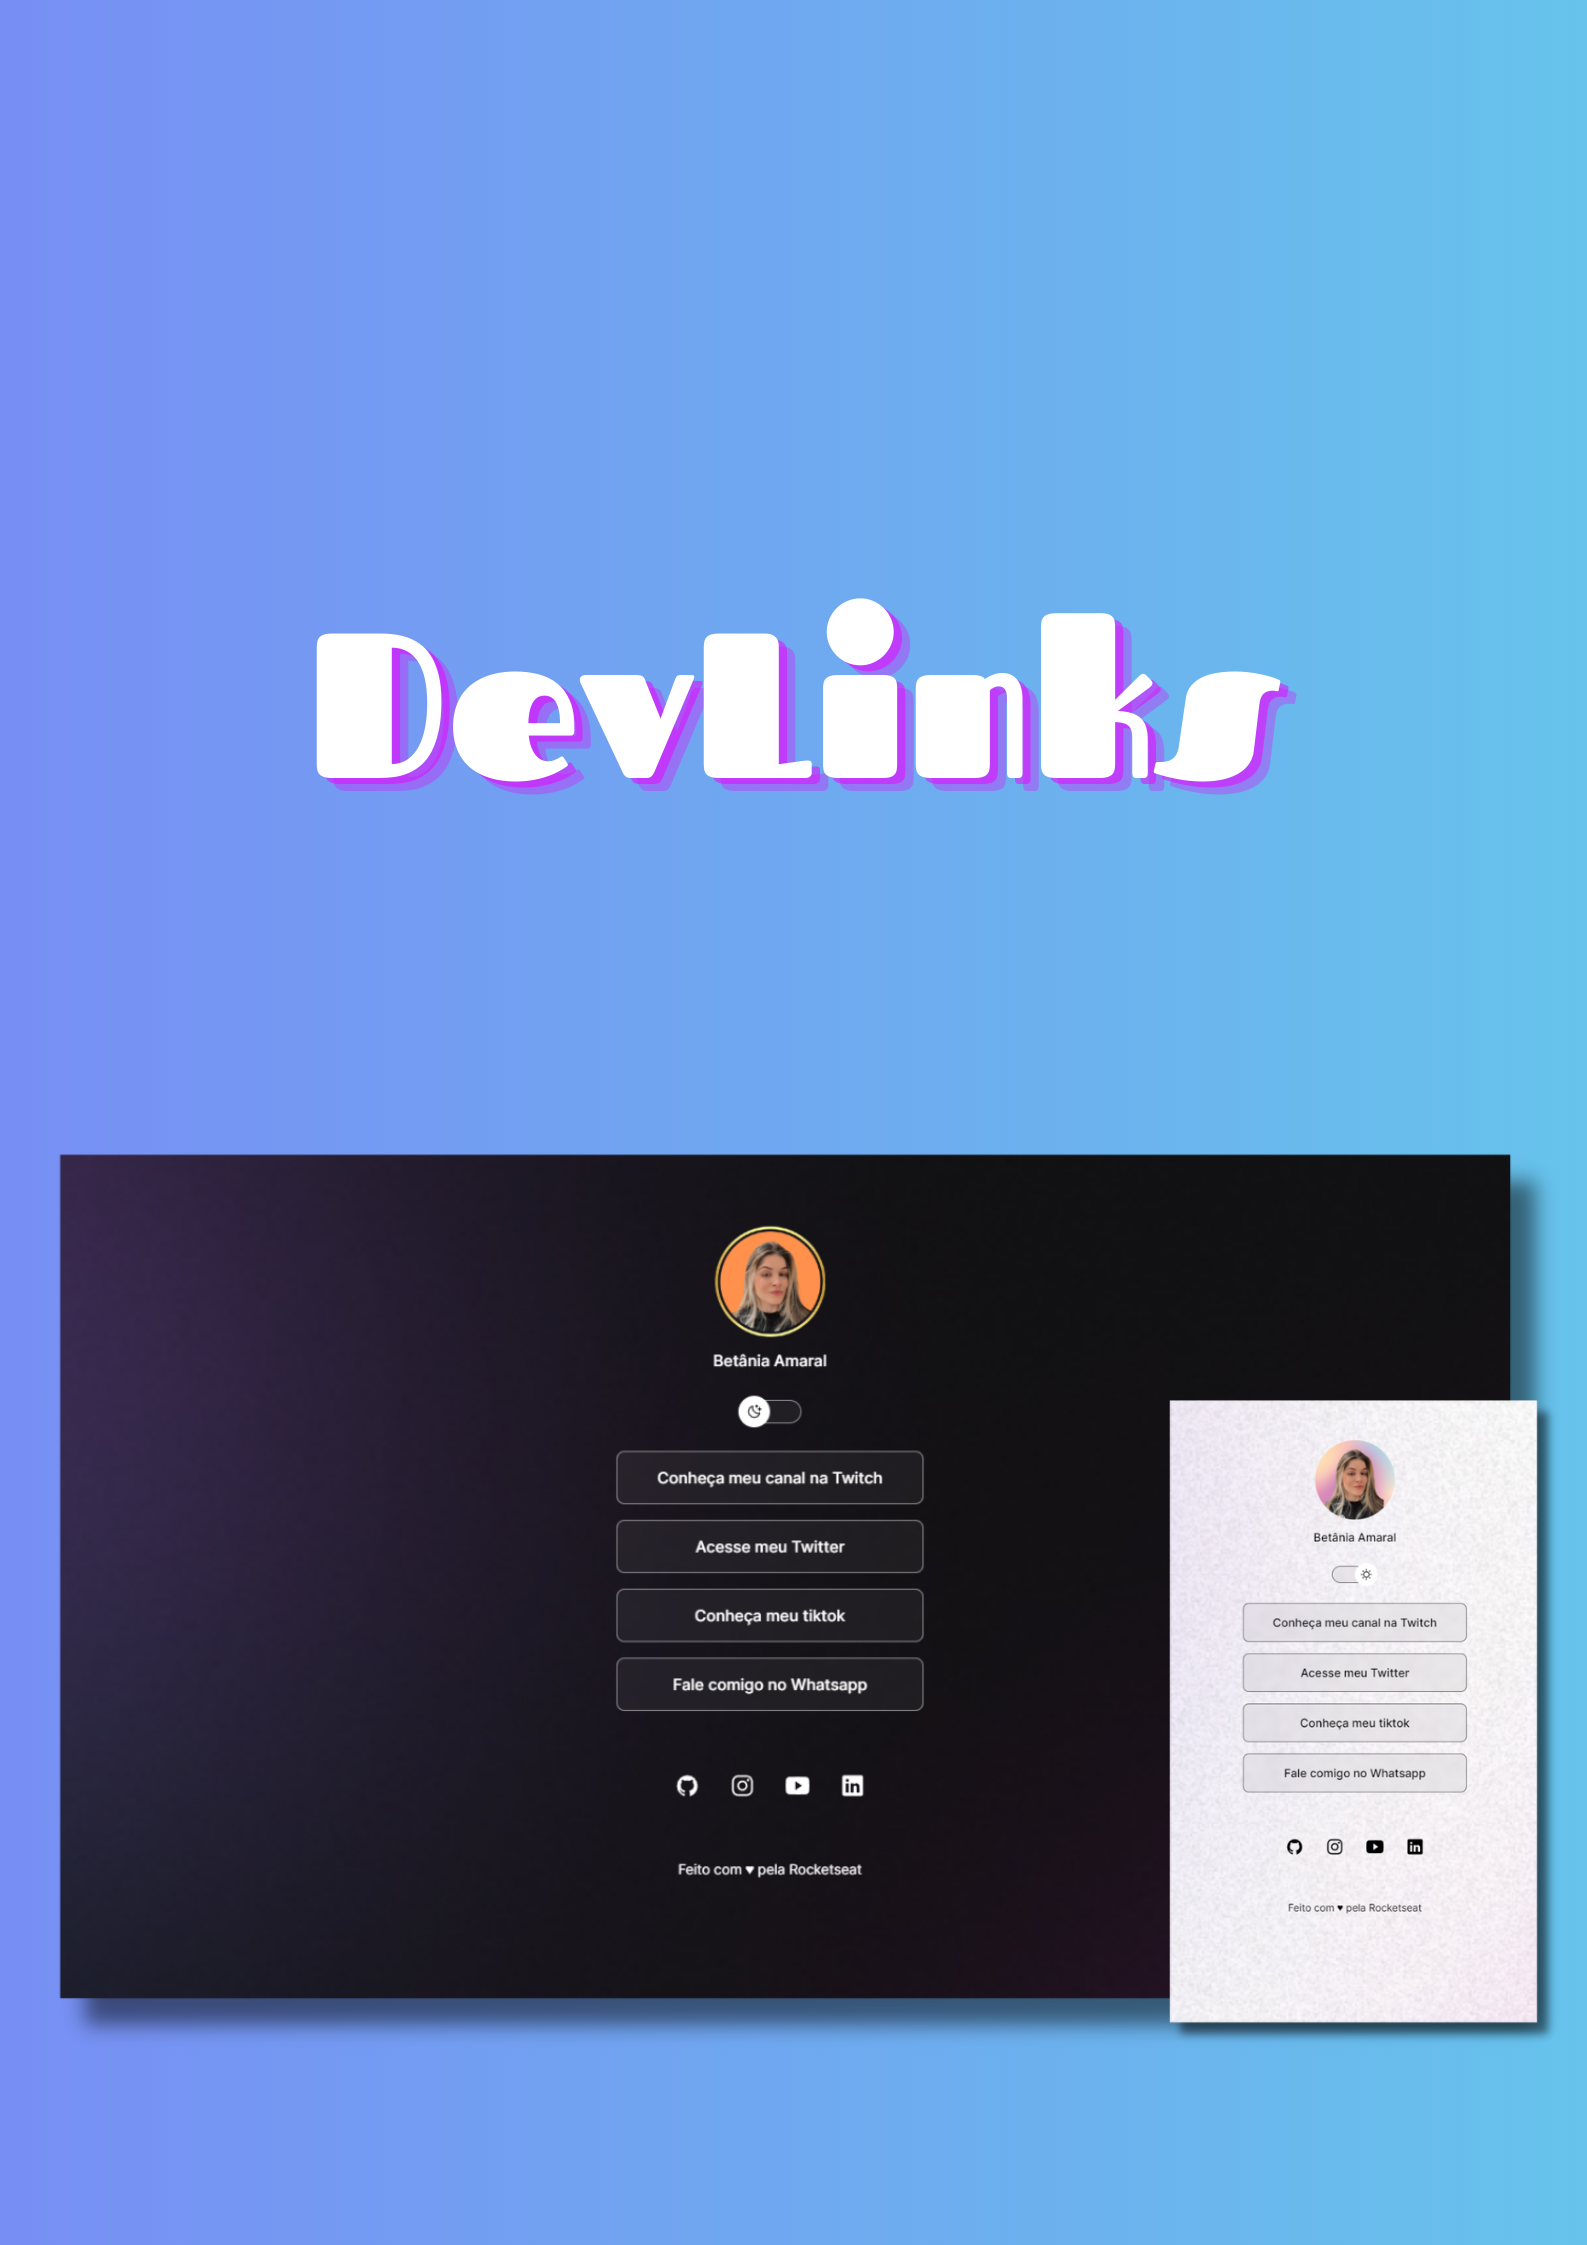 DevLinks
Betânia Amaral
Conheça meu canal na Twitch
Acesse meu Twitter
Conheça meu tiktok
Fale comigo no Whatsapp
Feito com ♥ pela Rocketseat
Betânia Amaral
Conheça meu canal na Twitch
Acesse meu Twitter
Conheça meu tiktok
Fale comigo no Whatsapp
Feito com ♥ pela Rocketseat